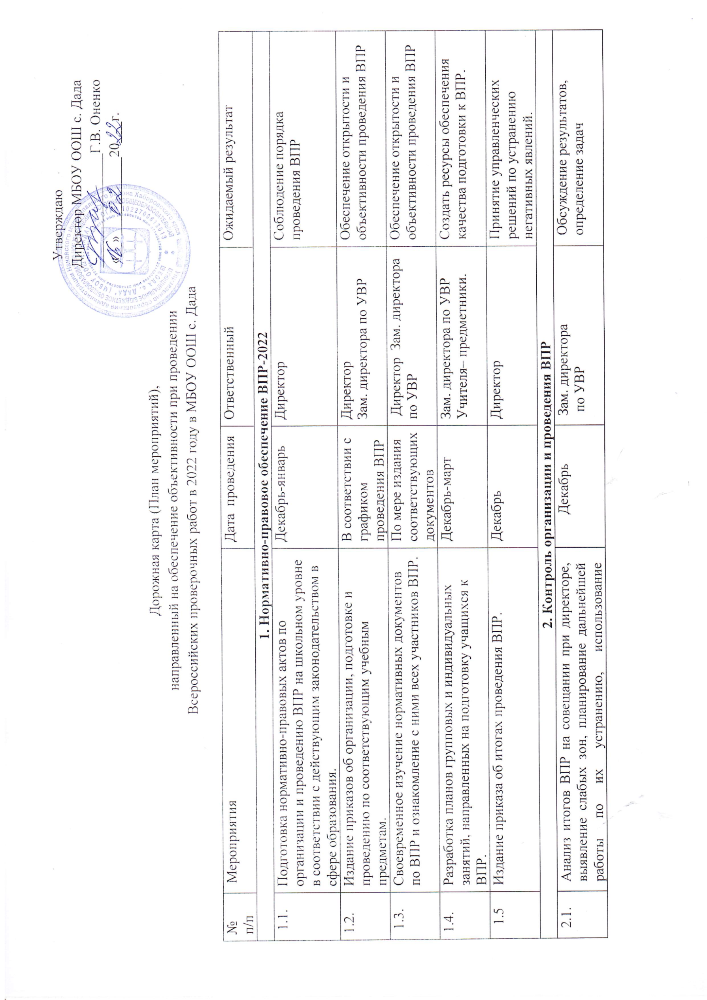 Утверждаю
Директор МБОУ ООШ с. Дада
Г.В. Оненко
«16» 02 2022г.
Дорожная карта (План мероприятий),
направленный на обеспечение объективности при проведении
Всероссийских проверочных работ в 2022 году в МБОУ ООШ с. Дада
№
п/п
Мероприятия
Дата проведения
Ответственный
Ожидаемый результат
1. Нормативно-правовое обеспечение ВПР-2022
1.1.
Подготовка нормативно-правовых актов по
организации и проведению ВПР на школьном уровне
в соответствии с действующим законодательством в
сфере образования.
Декабрь-январь
Директор
Соблюдение порядка
проведения ВПР
1.2.
Издание приказов об организации, подготовке и
проведению по соответствующим учебным
предметам.
В соответствии с
графиком
проведения ВПР
Директор
Зам. директора по УВР
Обеспечение открытости и
объективности проведения ВПР
1.3.
Своевременное изучение нормативных документов
по ВПР и ознакомление с ними всех участников ВПР.
По мере издания
соответствующих
документов
Директор Зам. директора
по УВР
Обеспечение открытости и
объективности проведения ВПР
1.4.
Разработка планов групповых и индивидуальных
занятий, направленных на подготовку учащихся к
ВПР.
Декабрь-март
Зам. директора по УВР
Учителя– предметники.
Создать ресурсы обеспечения
качества подготовки к ВПР.
1.5
Издание приказа об итогах проведения ВПР.
Декабрь
Директор
Принятие управленческих
решений по устранению
негативных явлений.
2. Контроль организации и проведения ВПР
2.1.
Анализ итогов ВПР на совещании при директоре,
выявление слабых зон, планирование дальнейшей
работы по их устранению, использование
Декабрь
Зам. директора
по УВР
Обсуждение результатов,
определение задач